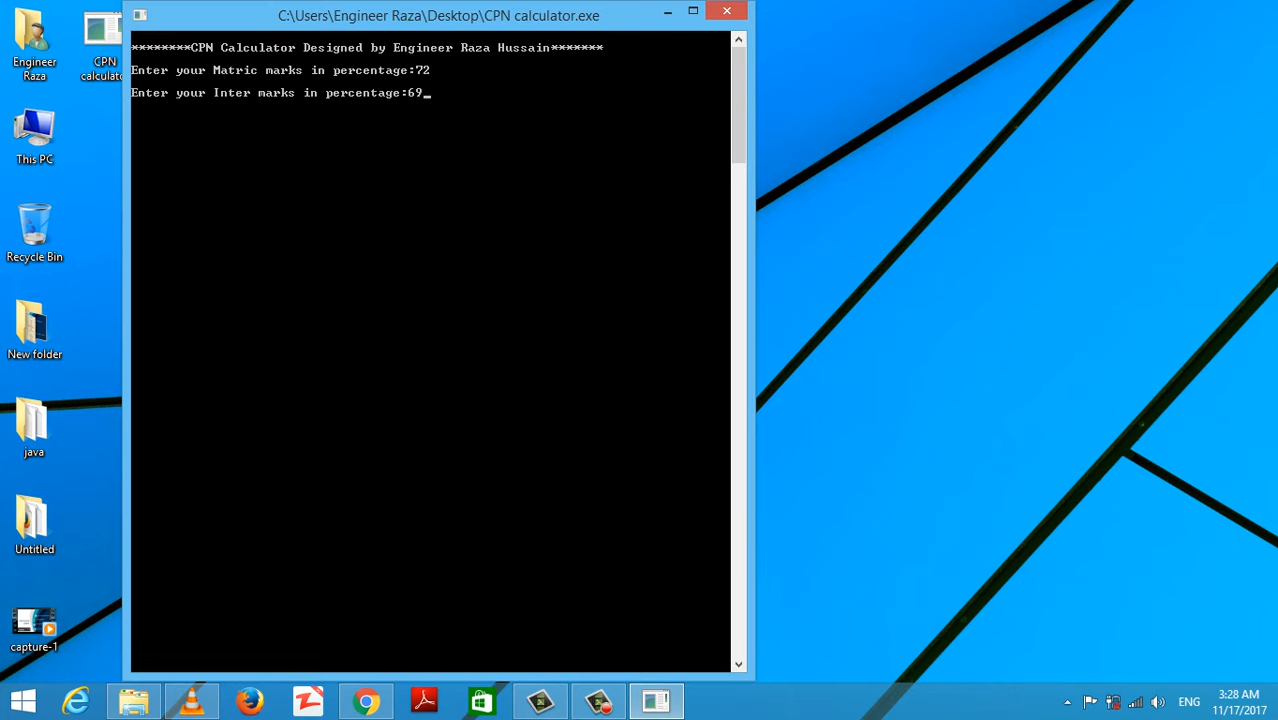 C:\Users\Engineer Raza\Desktop\CPN calculator.exe
********CPN Calculator Designed by Engineer Raza Hussain*******
Enter your Matric marks in percentage:72
Enter your Inter marks in percentage:69_
Engineer
Raza
CPN
calculato
This PC
Recycle Bin
New folder
java
Untitled
capture-1
ENG
3:28 AM
11/17/2017